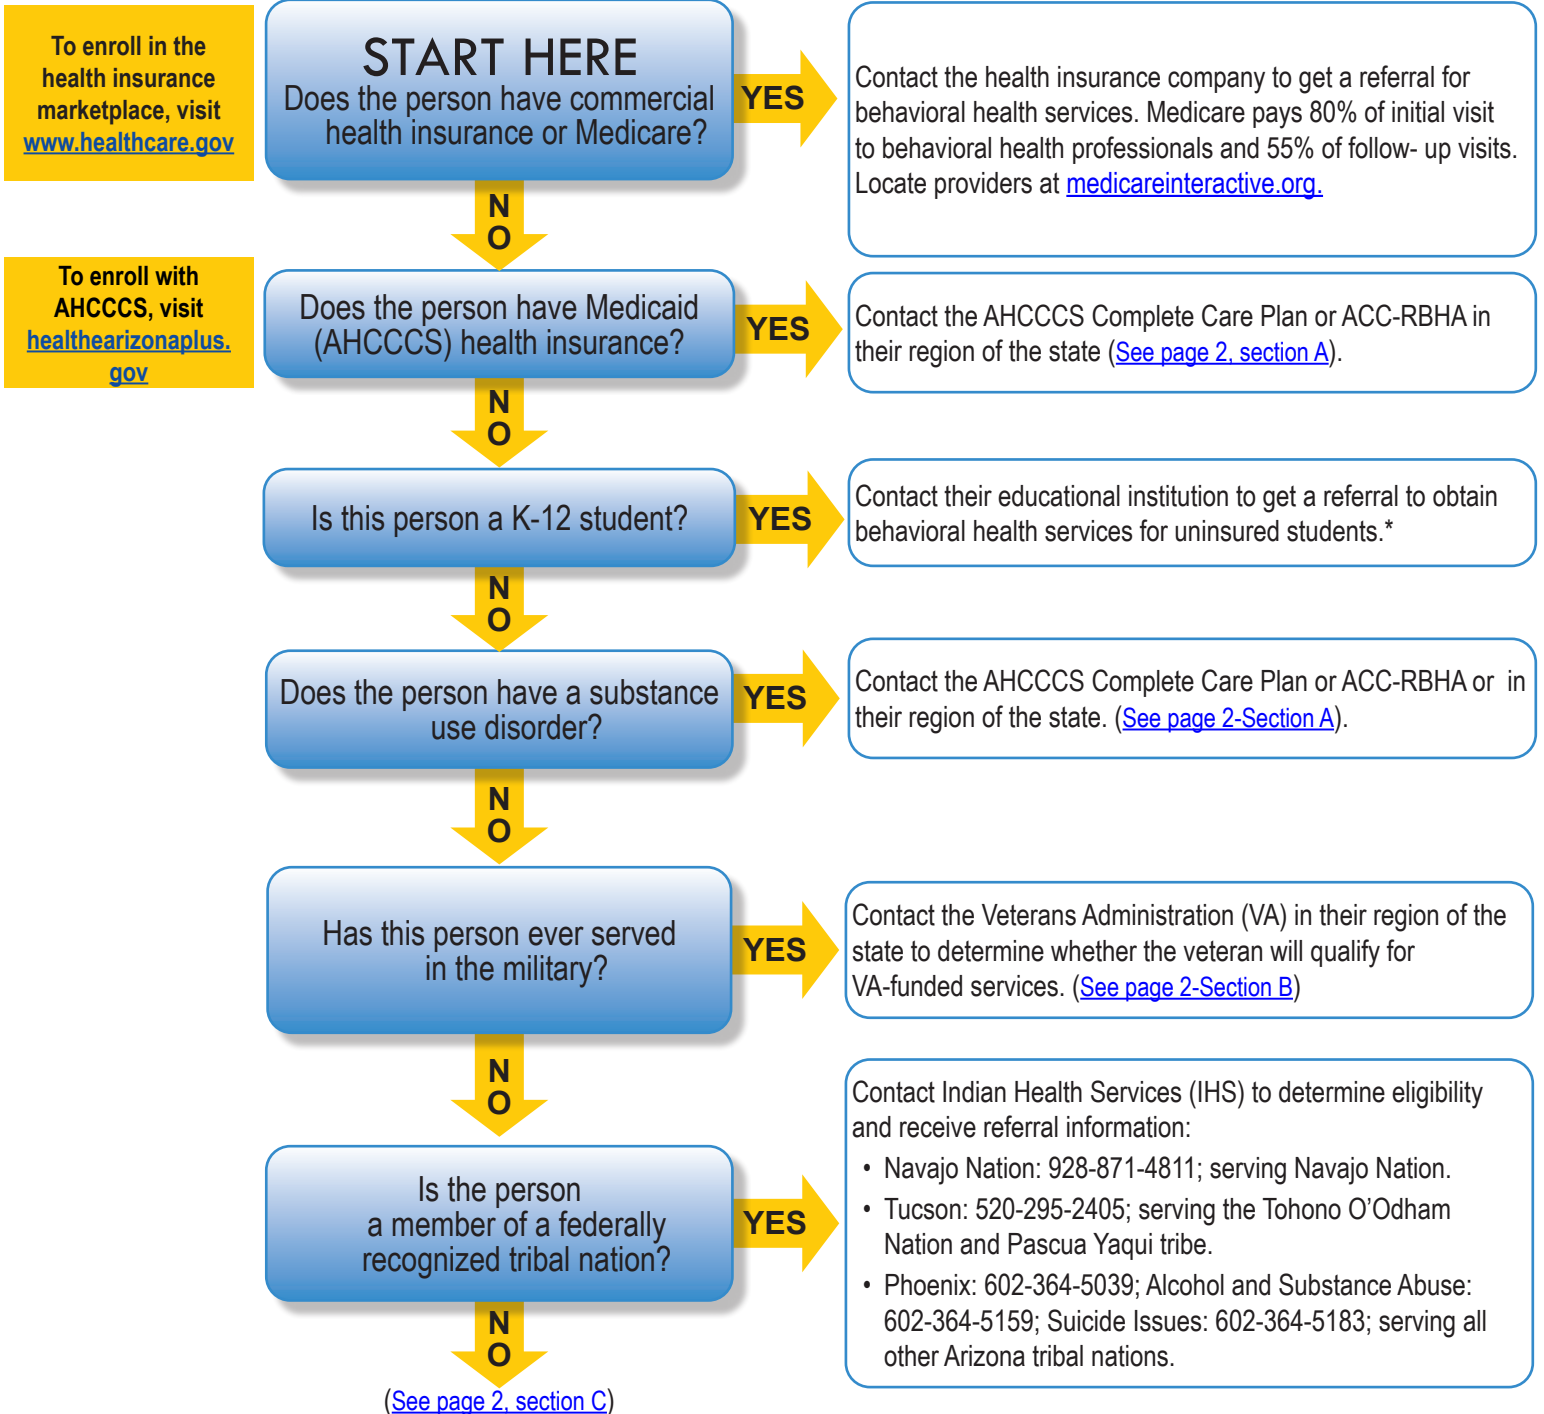 To enroll in the
health insurance
marketplace, visit
www.healthcare.gov
START HERE
Does the person have commercial
health insurance or Medicare?
YES
Contact the health insurance company to get a referral for
behavioral health services. Medicare pays 80% of initial visit
to behavioral health professionals and 55% of follow- up visits.
Locate providers at medicareinteractive.org.
N
O
To enroll with
AHCCCS, visit
healthearizonaplus.
gov
Does the person have Medicaid
(AHCCCS) health insurance?
YES
Contact the AHCCCS Complete Care Plan or ACC-RBHA in
their region of the state (See page 2, section A).
N
O
Is this person a K-12 student?
YES
Contact their educational institution to get a referral to obtain
behavioral health services for uninsured students.*
N
O
Does the person have a substance
use disorder?
YES
Contact the AHCCCS Complete Care Plan or ACC-RBHA or in
their region of the state. (See page 2-Section A).
N
O
Has this person ever served
in the military?
YES
Contact the Veterans Administration (VA) in their region of the
state to determine whether the veteran will qualify for
VA-funded services. (See page 2-Section B)
N
O
Is the person
a member of a federally
recognized tribal nation?
YES
Contact Indian Health Services (IHS) to determine eligibility
and receive referral information:
• Navajo Nation: 928-871-4811; serving Navajo Nation.
• Tucson: 520-295-2405; serving the Tohono O’Odham
Nation and Pascua Yaqui tribe.
• Phoenix: 602-364-5039; Alcohol and Substance Abuse:
602-364-5159; Suicide Issues: 602-364-5183; serving all
other Arizona tribal nations.
N
O
(See page 2, section C)